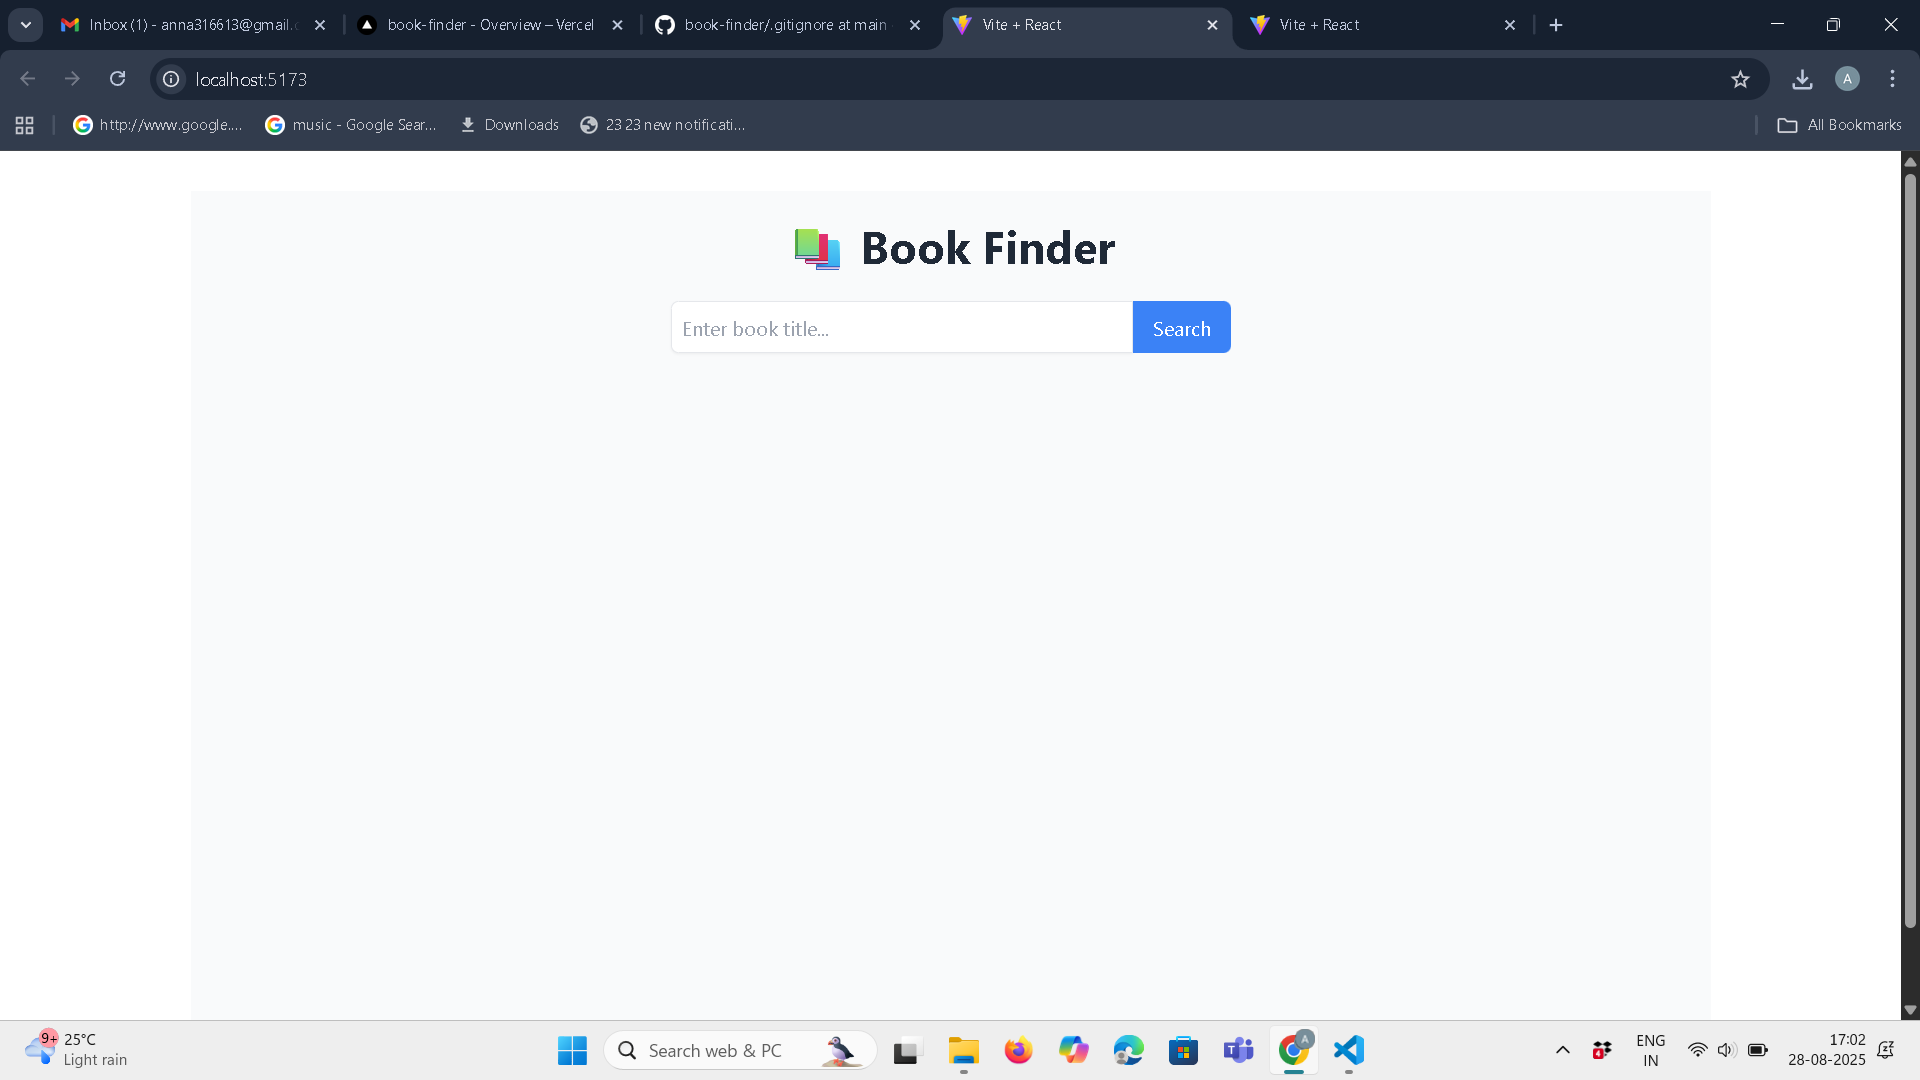 Inbox (1) - anna316613@gmail.c
book-finder - Overview – Vercel
book-finder/.gitignore at main
Vite + React
Vite + React
localhost:5173
A
http://www.google....
music - Google Sear...
Downloads
23 23 new notificati...
All Bookmarks
Book Finder
Enter book title...
Search
9+
25°C
Light rain
Search web & PC
T
A
4
ENG
IN
17:02
28-08-2025